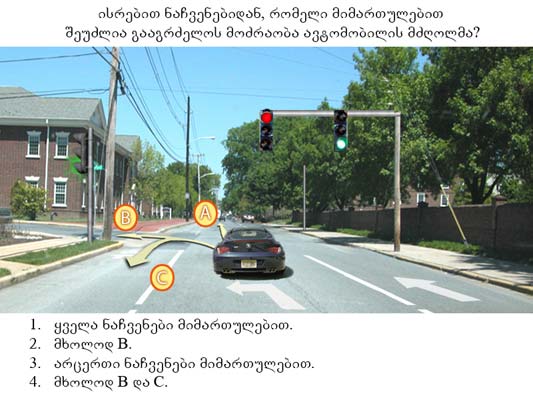 ისრებით ნაჩვენებიდან, რომელი მიმართულებით
შეუძლია გააგრძელოს მოძრაობა ავტომობილის მძღოლმა?
B A
C
1. ყველა ნაჩვენები მიმართულებით.
2. მხოლოდ B.
3. არცერთი ნაჩვენები მიმართულებით.
4. მხოლოდ B და C.